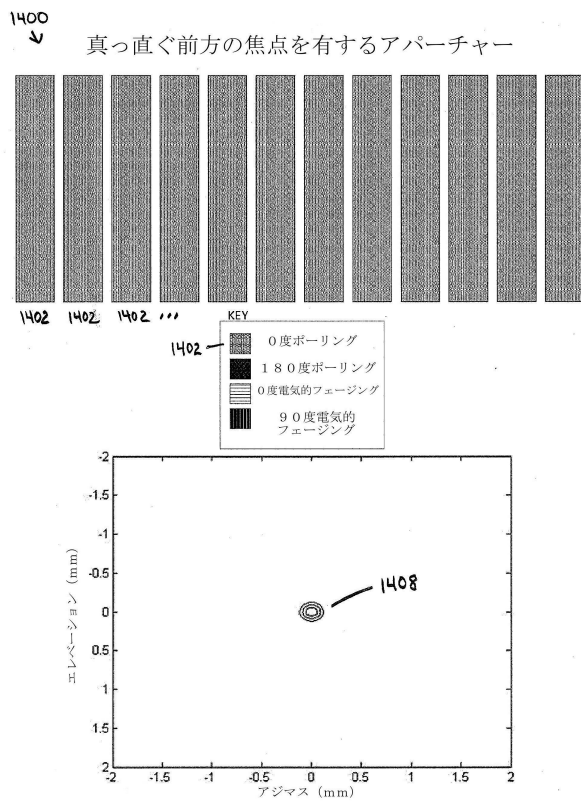 1400
真っ直ぐ前方の焦点を有するアパーチャー
1402 1402 1402 ...
KEY
1402
0度ポーリング
180度ポーリング
0度電気的フェージング
90度電気的
フェージング
-2
-1.5
-1
-0.5
0
0.5
1
1.5
2
エレベーション (mm)
1408
-2 -1.5 -1 -0.5 0 0.5 1 1.5 2
アジマス (mm)